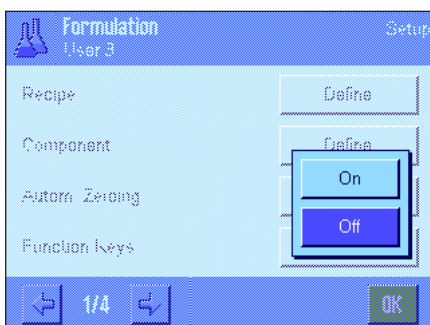 Formulation
Setup
User 3
Recipe
Define
Component
Define
On
Autom. Zeroing
Off
Function Keys
1/4
OK